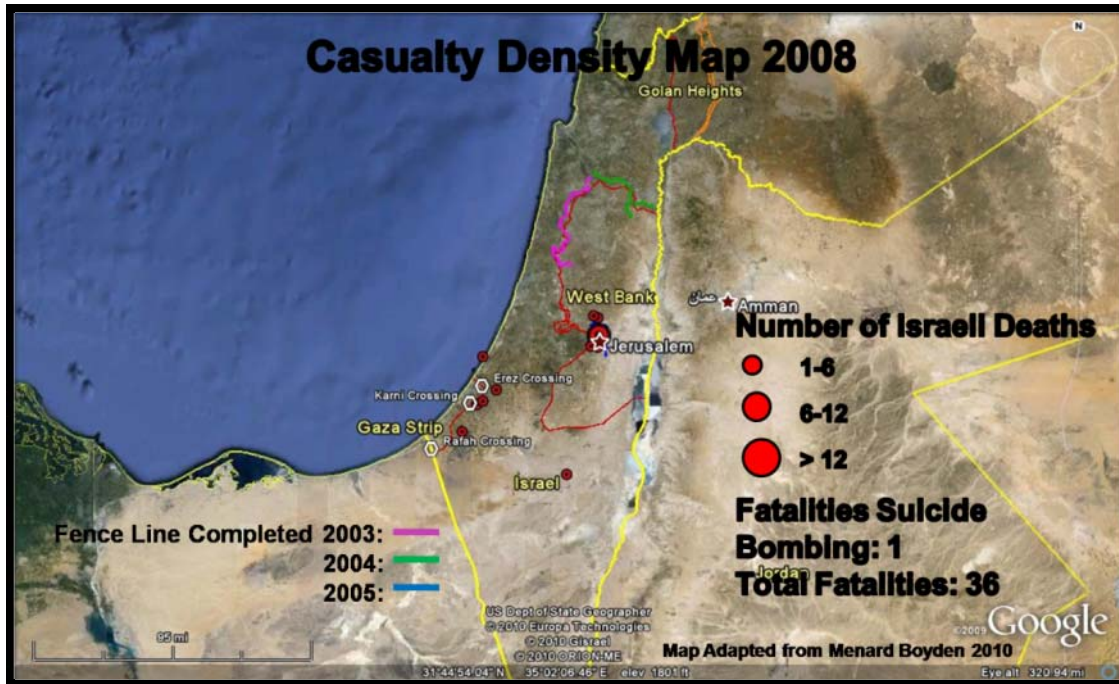 N
Casualty Density Map 2008
Golan Heights
West Bank
عمان
Amman
Number of Israeli Deaths
Jerusalem
1-6
Erez Crossing
Karni Crossing
6-12
Gaza Strip
Rafah Crossing
> 12
Israel
Fatalities Suicide
Bombing: 1
Total Fatalities: 36
Jordan
Fence Line Completed 2003:
2004:
2005:
US Dept of State Geographer
© 2010 Europa Technologies
© 2010 Gisrael
© 2010 ORION-ME
©2009 Google
Map Adapted from Menard Boyden 2010
95 mi
31°44'54.04" N 35°02'06.46" E elev 1801 ft
Eye alt 320.94 mi